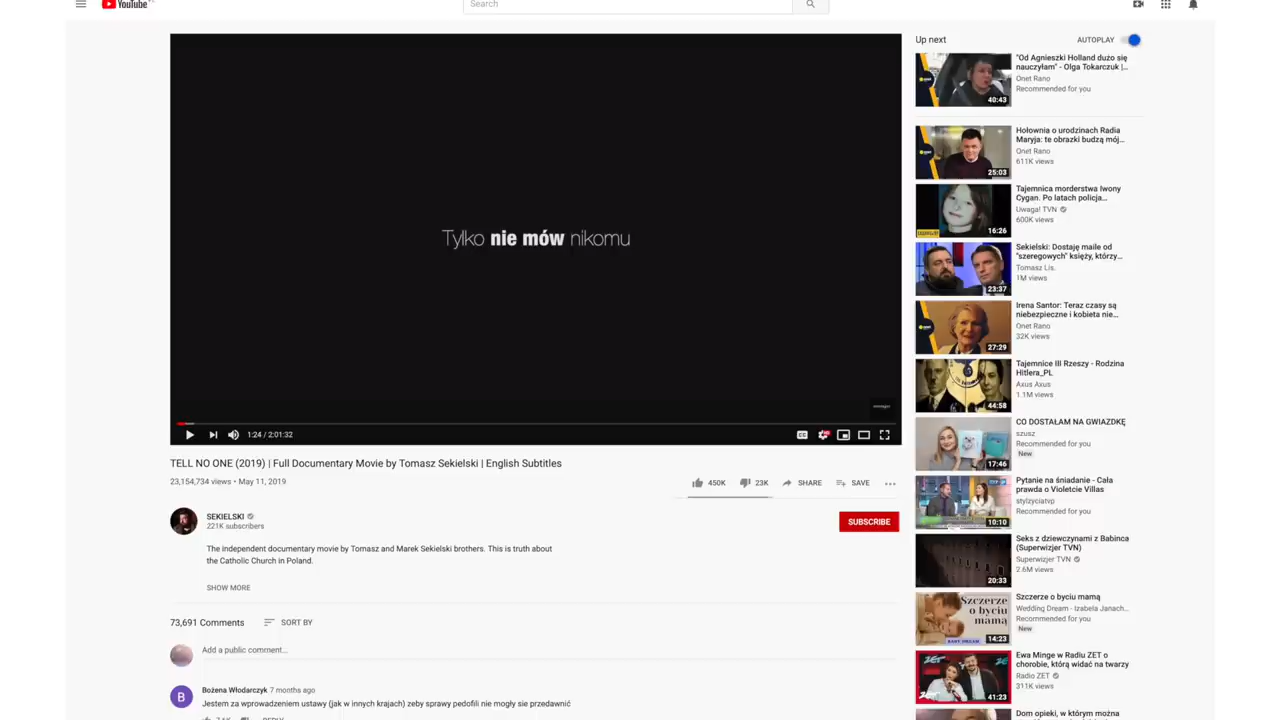 YouTube
Search
Tylko nie mów nikomu
1:24 / 2:01:32
TELL NO ONE (2019) | Full Documentary Movie by Tomasz Sekielski | English Subtitles
23,154,734 views • May 11, 2019
450K
23K
SHARE
SAVE
SEKIELSKI
221K subscribers
SUBSCRIBE
The independent documentary movie by Tomasz and Marek Sekielski brothers. This is truth about
the Catholic Church in Poland.
SHOW MORE
73,691 Comments
SORT BY
Add a public comment...
B
Bożena Włodarczyk 7 months ago
Jestem za wprowadzeniem ustawy (jak w innych krajach) zeby sprawy pedofili nie mogły sie przedawnić
REPLY
Up next
AUTOPLAY
40:43
"Od Agnieszki Holland dużo się
nauczyłam" - Olga Tokarczuk |...
Onet Rano
Recommended for you
25:03
Hołownia o urodzinach Radia
Maryja: te obrazki budzą mój...
Onet Rano
611K views
16:26
Tajemnica morderstwa Iwony
Cygan. Po latach policja...
Uwaga! TVN
600K views
23:37
Sekielski: Dostaję maile od
"szeregowych" księży, którzy...
Tomasz Lis.
1M views
27:29
Irena Santor: Teraz czasy są
niebezpieczne i kobieta nie...
Onet Rano
32K views
44:58
Tajemnice III Rzeszy - Rodzina
Hitlera_PL
Axus Axus
1.1M views
17:46
CO DOSTAŁAM NA GWIAZDKĘ
szusz
Recommended for you
New
10:10
Pytanie na śniadanie - Cała
prawda o Violetcie Villas
stylzyciatvp
Recommended for you
20:33
Seks z dziewczynami z Babinca
(Superwizjer TVN)
Superwizjer TVN
2.6M views
Szczerze
o byciu
mamą
BABY DREAM
14:23
Szczerze o byciu mamą
Wedding Dream - Izabela Janach...
Recommended for you
New
ZET
41:23
Ewa Minge w Radiu ZET o
chorobie, którą widać na twarzy
Radio ZET
311K views
Dom opieki, w którym można